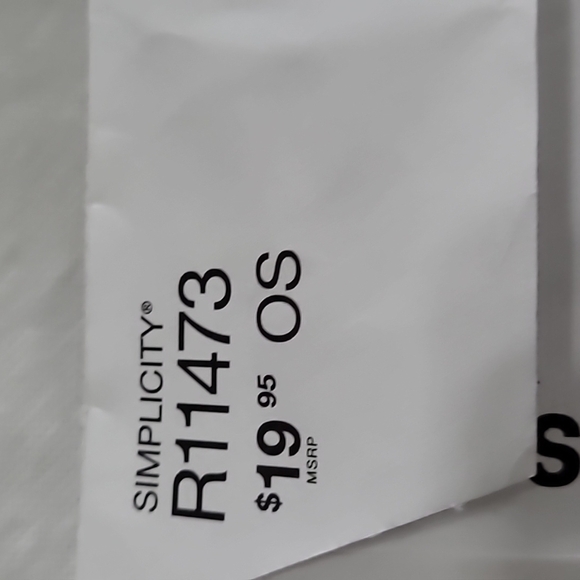 SIMPLICITY®
R11473
$19 95 OS
MSRP
S